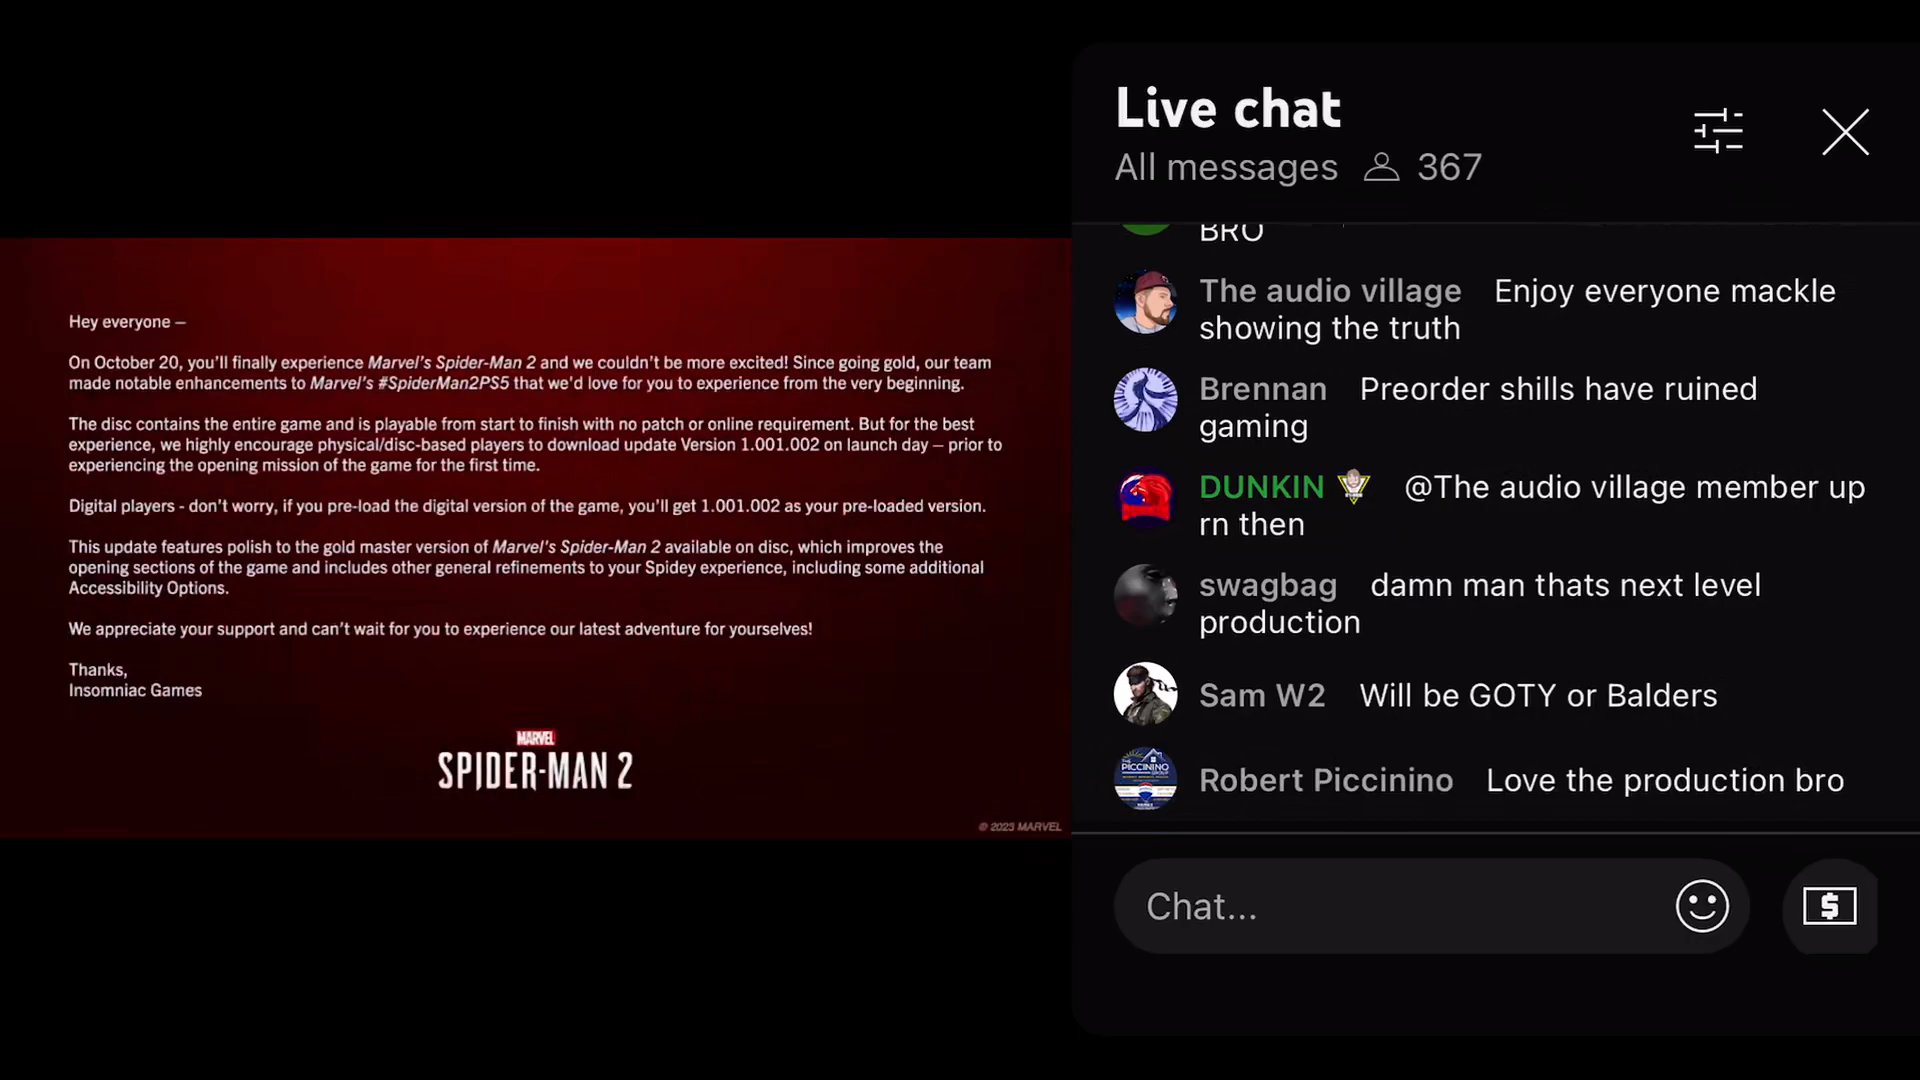 Hey everyone –
On October 20, you'll finally experience Marvel's Spider-Man 2 and we couldn't be more excited! Since going gold, our team
made notable enhancements to Marvel's #SpiderMan2PS5 that we'd love for you to experience from the very beginning.
The disc contains the entire game and is playable from start to finish with no patch or online requirement. But for the best
experience, we highly encourage physical/disc-based players to download update Version 1.001.002 on launch day – prior to
experiencing the opening mission of the game for the first time.
Digital players - don't worry, if you pre-load the digital version of the game, you'll get 1.001.002 as your pre-loaded version.
This update features polish to the gold master version of Marvel's Spider-Man 2 available on disc, which improves the
opening sections of the game and includes other general refinements to your Spidey experience, including some additional
Accessibility Options.
We appreciate your support and can't wait for you to experience our latest adventure for yourselves!
Thanks,
Insomniac Games
MARVEL
SPIDER-MAN 2
© 2023 MARVEL
Live chat
All messages 367
BRO
The audio village Enjoy everyone mackle
showing the truth
Brennan Preorder shills have ruined
gaming
DUNKIN @The audio village member up
rn then
swagbag damn man thats next level
production
Sam W2 Will be GOTY or Balders
PICCININO
Robert Piccinino Love the production bro
Chat...
$